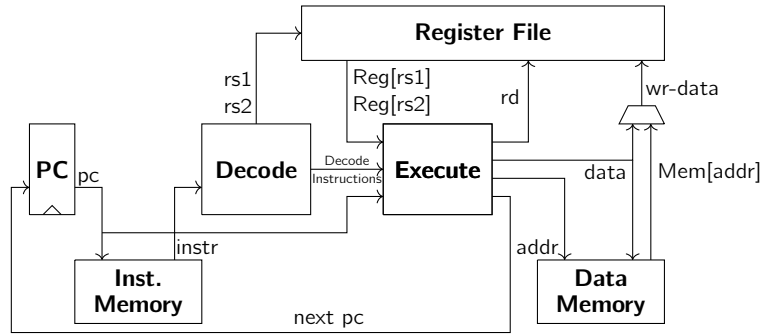 Register File
rs1
rs2
Reg[rs1]
Reg[rs2]
rd
wr-data
PC
pc
Decode
Decode
Instructions
Execute
data
Mem[addr]
instr
addr
Inst.
Memory
Data
Memory
next pc